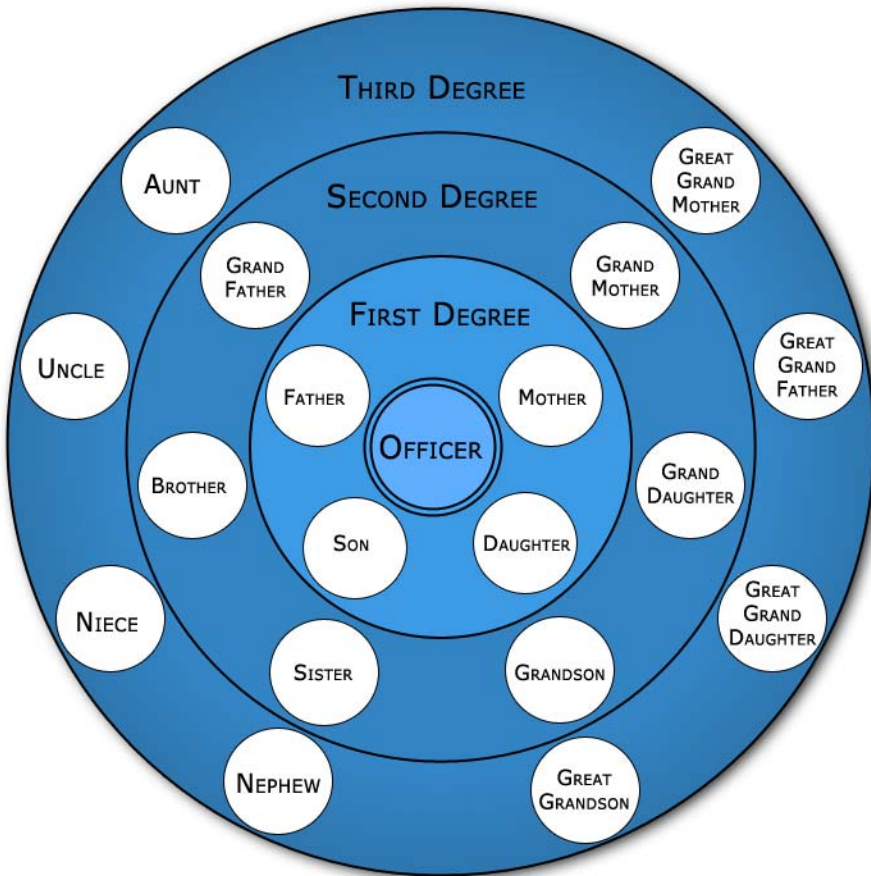 Third Degree
Aunt
Great
Grand
Mother
Second Degree
Grand
Father
Grand
Mother
First Degree
Uncle
Great
Grand
Father
Father
Mother
Officer
Brother
Grand
Daughter
Son
Daughter
Niece
Great
Grand
Daughter
Sister
Grandson
Nephew
Great
Grandson